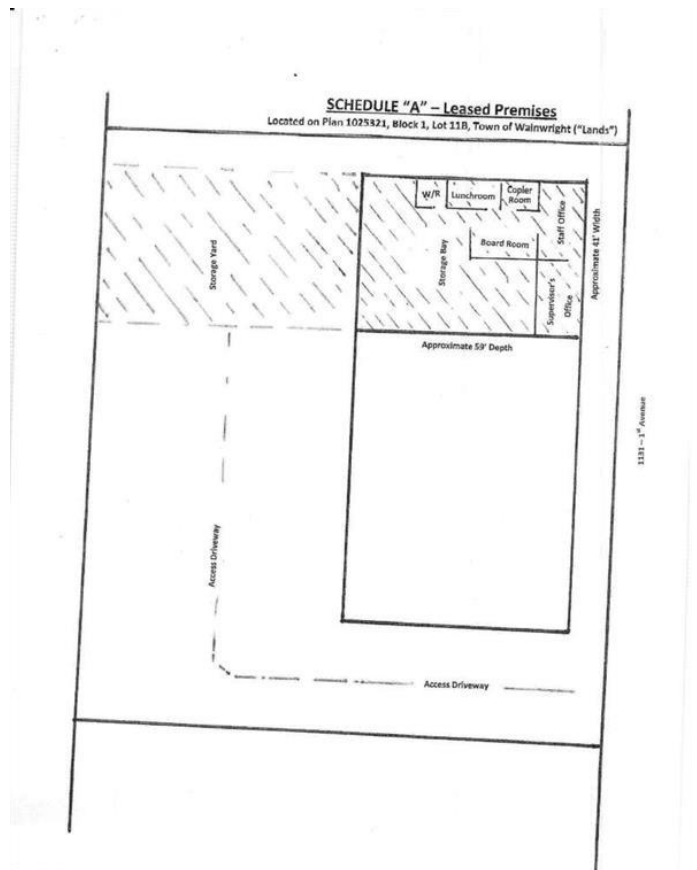 SCHEDULE "A" – Leased Premises
Located on Plan 1025321, Block 1, Lot 11B, Town of Wainwright ("Lands")
W/R
Lunchroom
Copier
Room
Staff Office
Board Room
Storage Yard
Storage Bay
Supervisor's
Office
Approximate 41' Width
Approximate 59' Depth
1131 – 1st Avenue
Access Driveway
Access Driveway